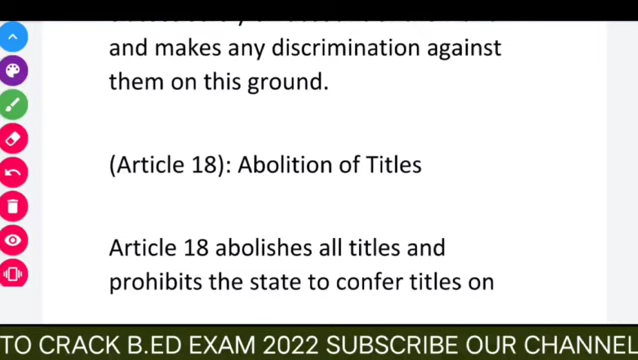 and makes any discrimination against
them on this ground.
(Article 18): Abolition of Titles
Article 18 abolishes all titles and
prohibits the state to confer titles on
TO CRACK B.ED EXAM 2022 SUBSCRIBE OUR CHANNEL